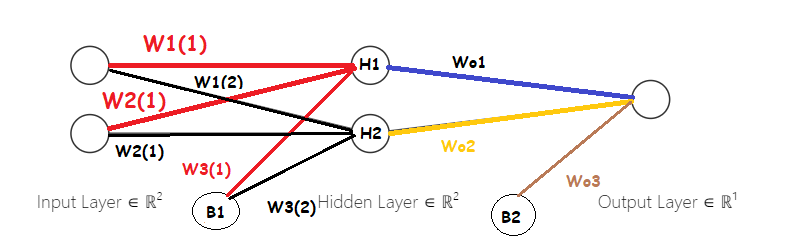 W1(1)
H1
Wo1
W1(2)
W2(1)
H2
W2(1)
Wo2
W3(1)
Wo3
Input Layer ∈ ℝ²
B1
W3(2)
Hidden Layer ∈ ℝ²
B2
Output Layer ∈ ℝ¹